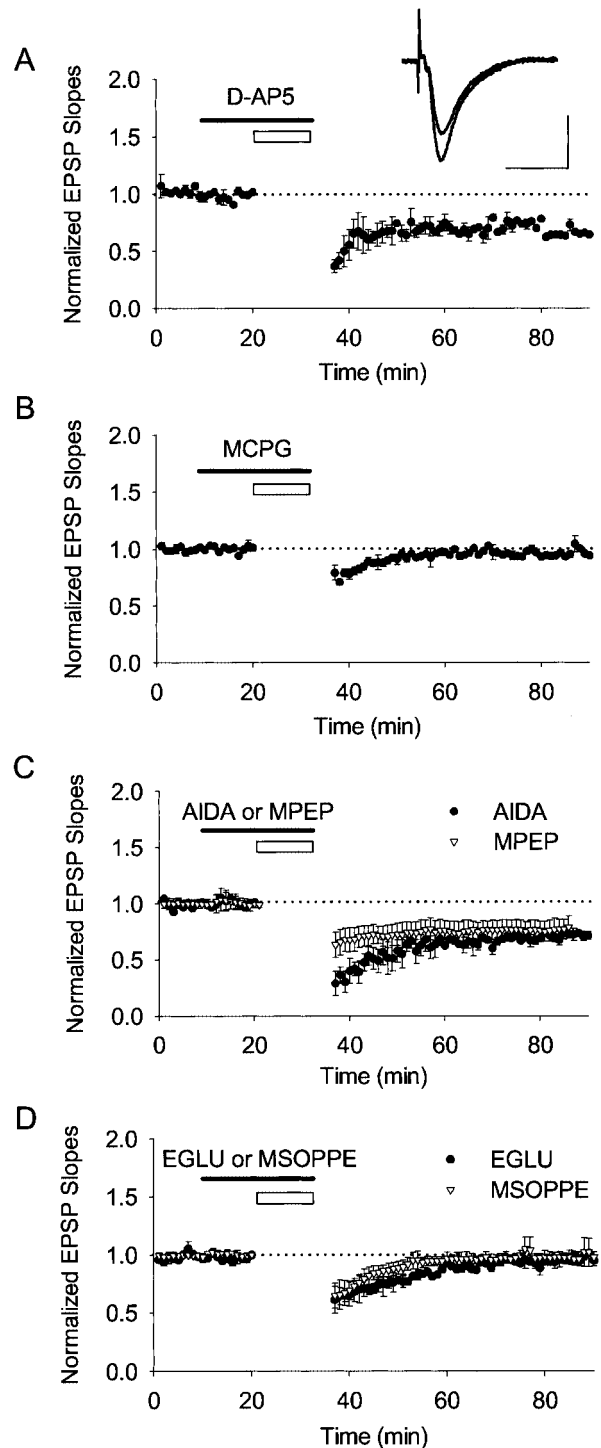 A
Normalized EPSP Slopes
2.0
1.5
1.0
0.5
0.0
D-AP5
0 20 40 60 80
Time (min)
B
Normalized EPSP Slopes
2.0
1.5
1.0
0.5
0.0
MCPG
0 20 40 60 80
Time (min)
C
Normalized EPSP Slopes
2.0
1.5
1.0
0.5
0.0
AIDA or MPEP
AIDA
MPEP
0 20 40 60 80
Time (min)
D
Normalized EPSP Slopes
2.0
1.5
1.0
0.5
0.0
EGLU or MSOPPE
EGLU
MSOPPE
0 20 40 60 80
Time (min)